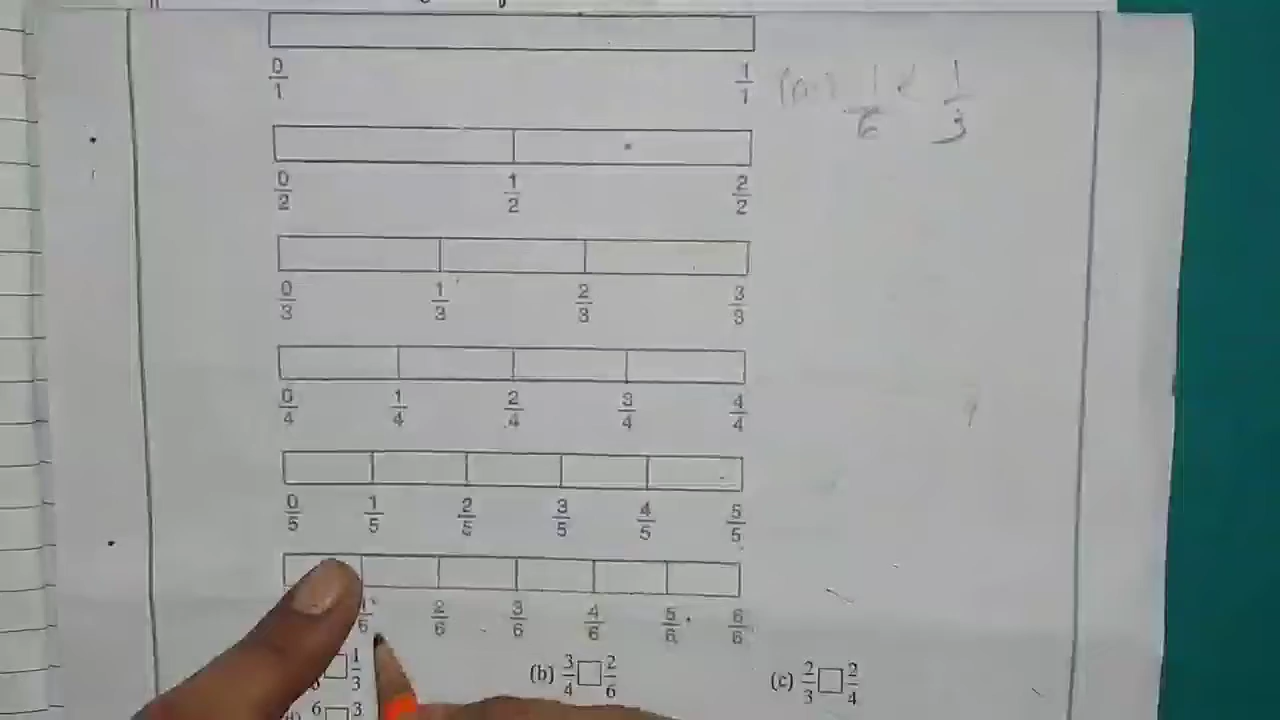 0/1 1/1
(a) 1/6 < 1/3
0/2 1/2 2/2
0/3 1/3 2/3 3/3
0/4 1/4 2/4 3/4 4/4
0/5 1/5 2/5 3/5 4/5 5/5
1/6 2/6 3/6 4/6 5/6 6/6
□ 1/3 (b) 3/4 □ 2/6 (c) 2/3 □ 2/4
6 □ 3